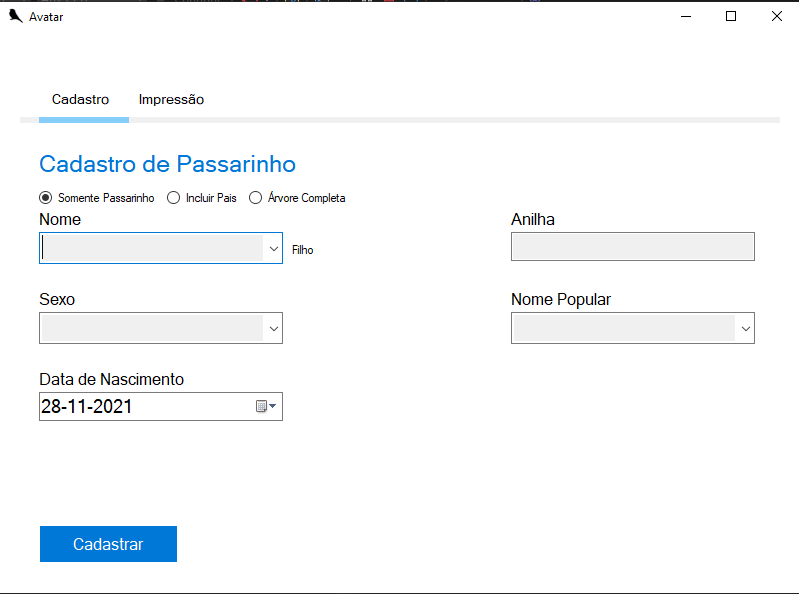 Avatar
Cadastro Impressão
Cadastro de Passarinho
Somente Passarinho Incluir Pais Árvore Completa
Nome Anilha
Filho
Sexo Nome Popular
Data de Nascimento
28-11-2021
Cadastrar